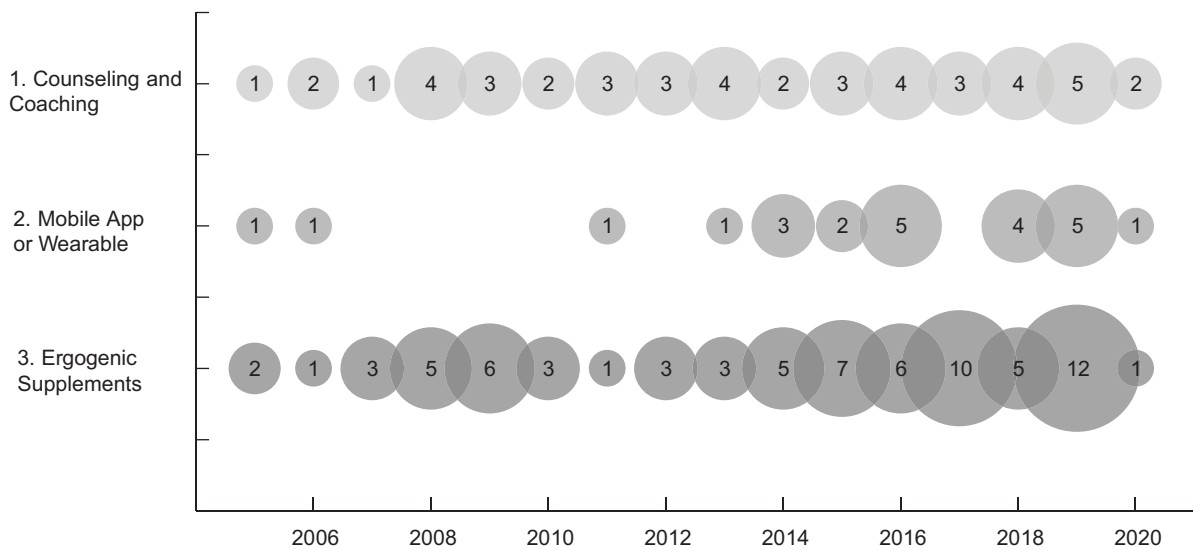 1. Counseling and
Coaching
1 2 1 4 3 2 3 3 4 2 3 4 3 4 5 2
2. Mobile App
or Wearable
1 1 1 1 3 2 5 4 5 1
3. Ergogenic
Supplements
2 1 3 5 6 3 1 3 3 5 7 6 10 5 12 1
2006 2008 2010 2012 2014 2016 2018 2020